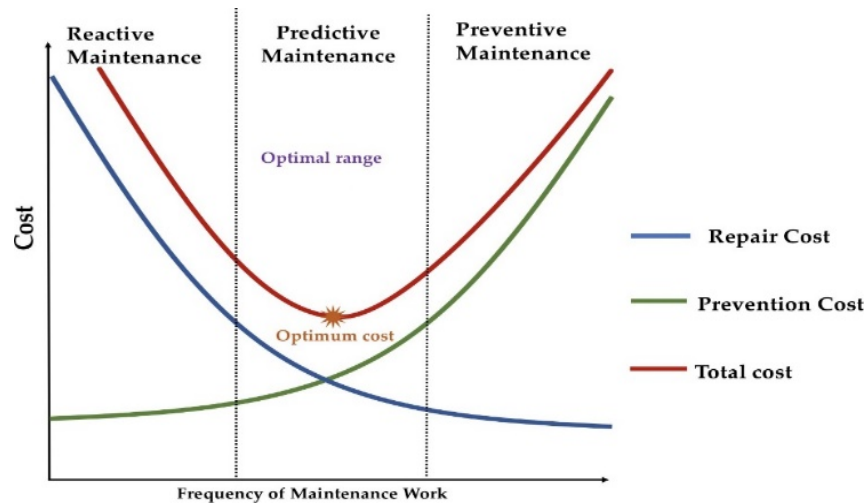 Reactive
Maintenance
Predictive
Maintenance
Preventive
Maintenance
Optimal range
Cost
Repair Cost
Prevention Cost
Optimum cost
Total cost
Frequency of Maintenance Work